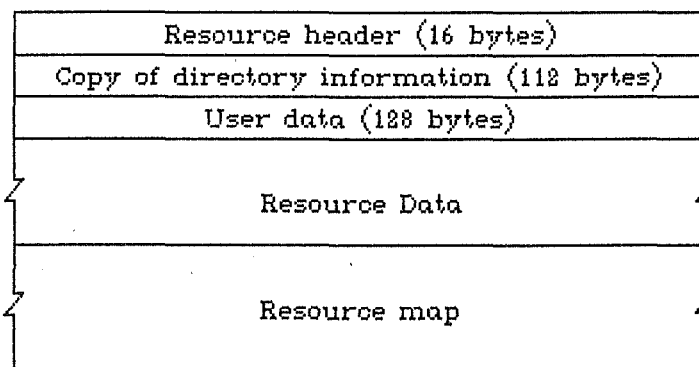 Resource header (16 bytes)
Copy of directory information (112 bytes)
User data (128 bytes)
Resource Data
Resource map